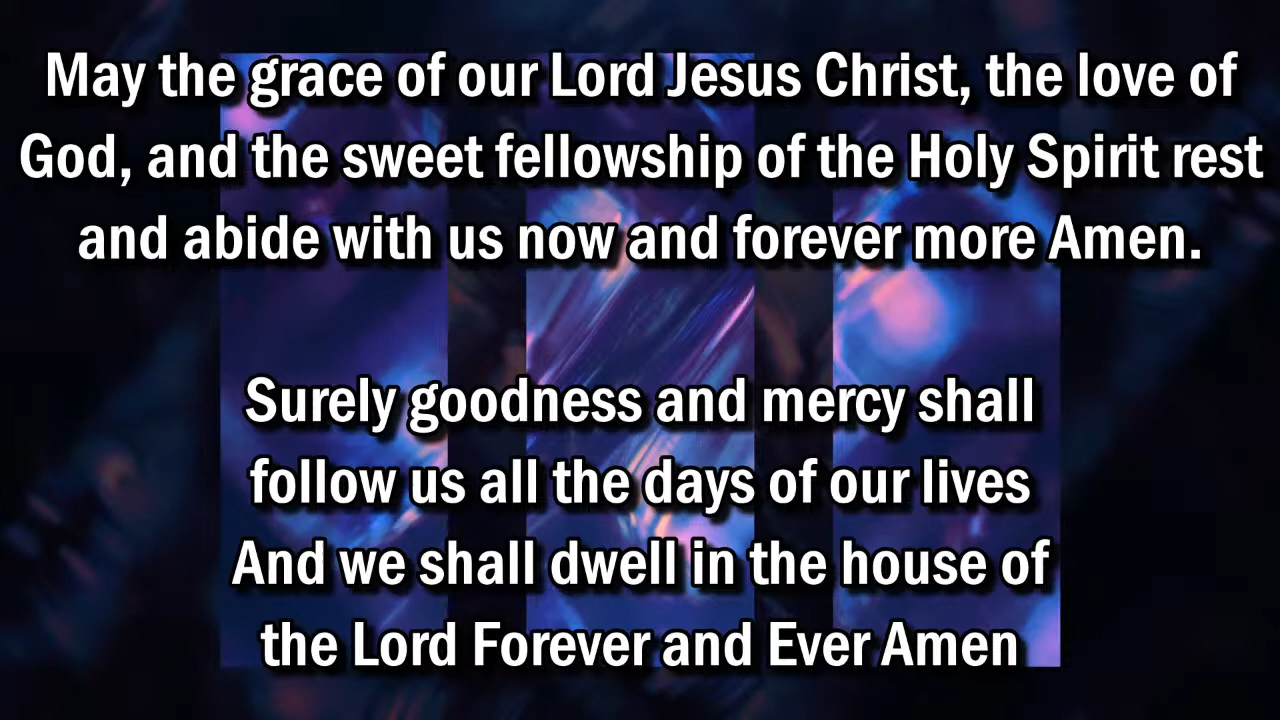 May the grace of our Lord Jesus Christ, the love of
God, and the sweet fellowship of the Holy Spirit rest
and abide with us now and forever more Amen.
Surely goodness and mercy shall
follow us all the days of our lives
And we shall dwell in the house of
the Lord Forever and Ever Amen